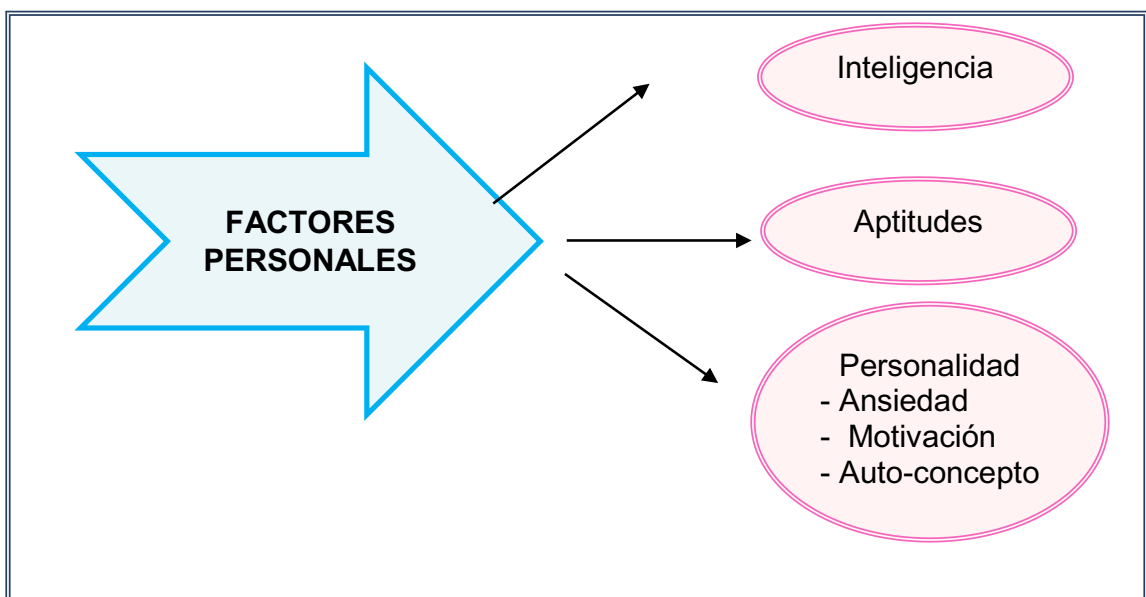 FACTORES
PERSONALES
Inteligencia
Aptitudes
Personalidad
- Ansiedad
- Motivación
- Auto-concepto